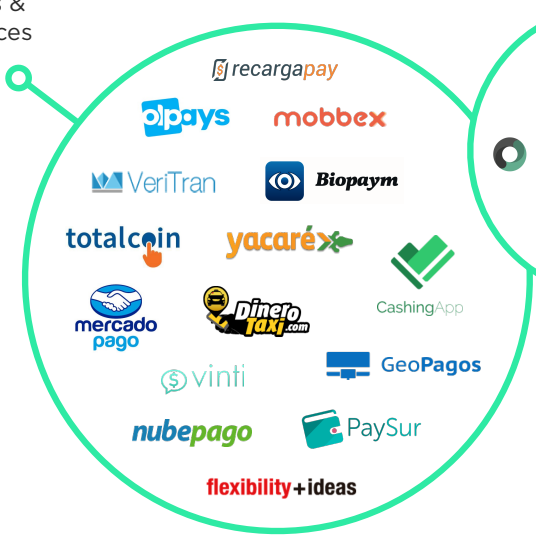 s &
ces
recargapay
olpays
mobbex
VeriTran
Biopaym
totalcoin
yacaré
CashingApp
mercado
pago
Dinero
Taxi.com
GeoPagos
vinti
PaySur
nubepago
flexibility+ideas